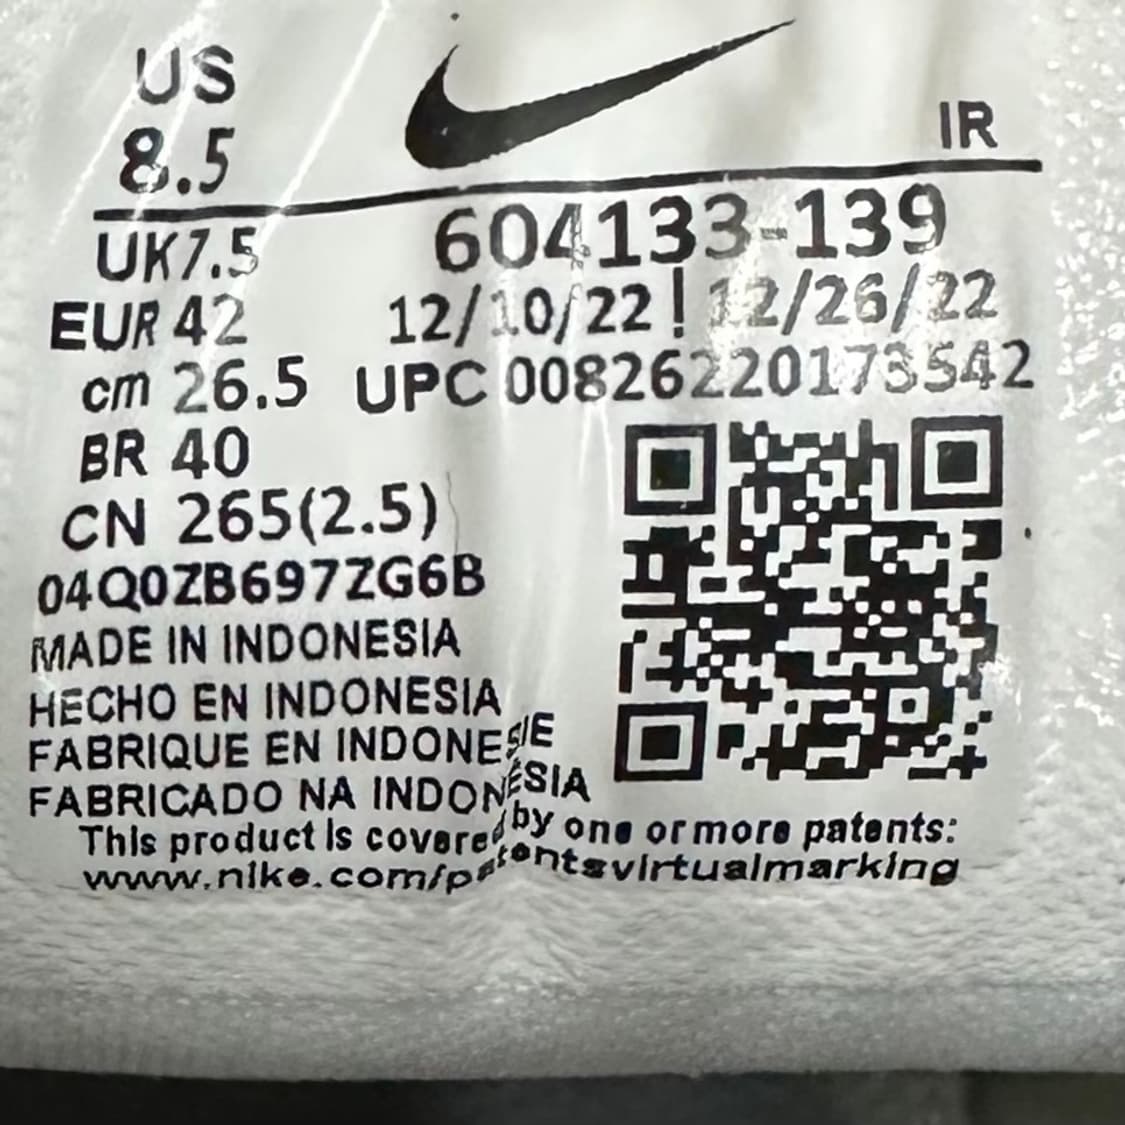 US
8.5
IR
UK7.5
604133-139
EUR 42
12/10/22 ! 12/26/22
cm 26.5
UPC 00826220173542
BR 40
CN 265(2.5)
04Q0ZB697ZG6B
MADE IN INDONESIA
HECHO EN INDONESIA
FABRIQUE EN INDONESIE
FABRICADO NA INDONÉSIA
This product is covered by one or more patents:
www.nike.com/patentsvirtualmarking